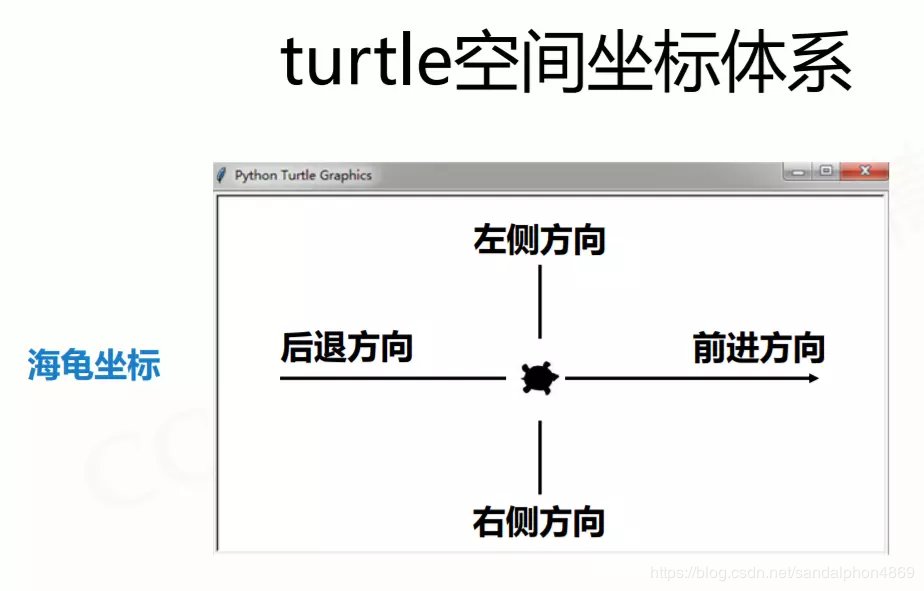 turtle空间坐标体系
Python Turtle Graphics
左侧方向
后退方向
前进方向
海龟坐标
右侧方向
https://blog.csdn.net/sandalphon4869